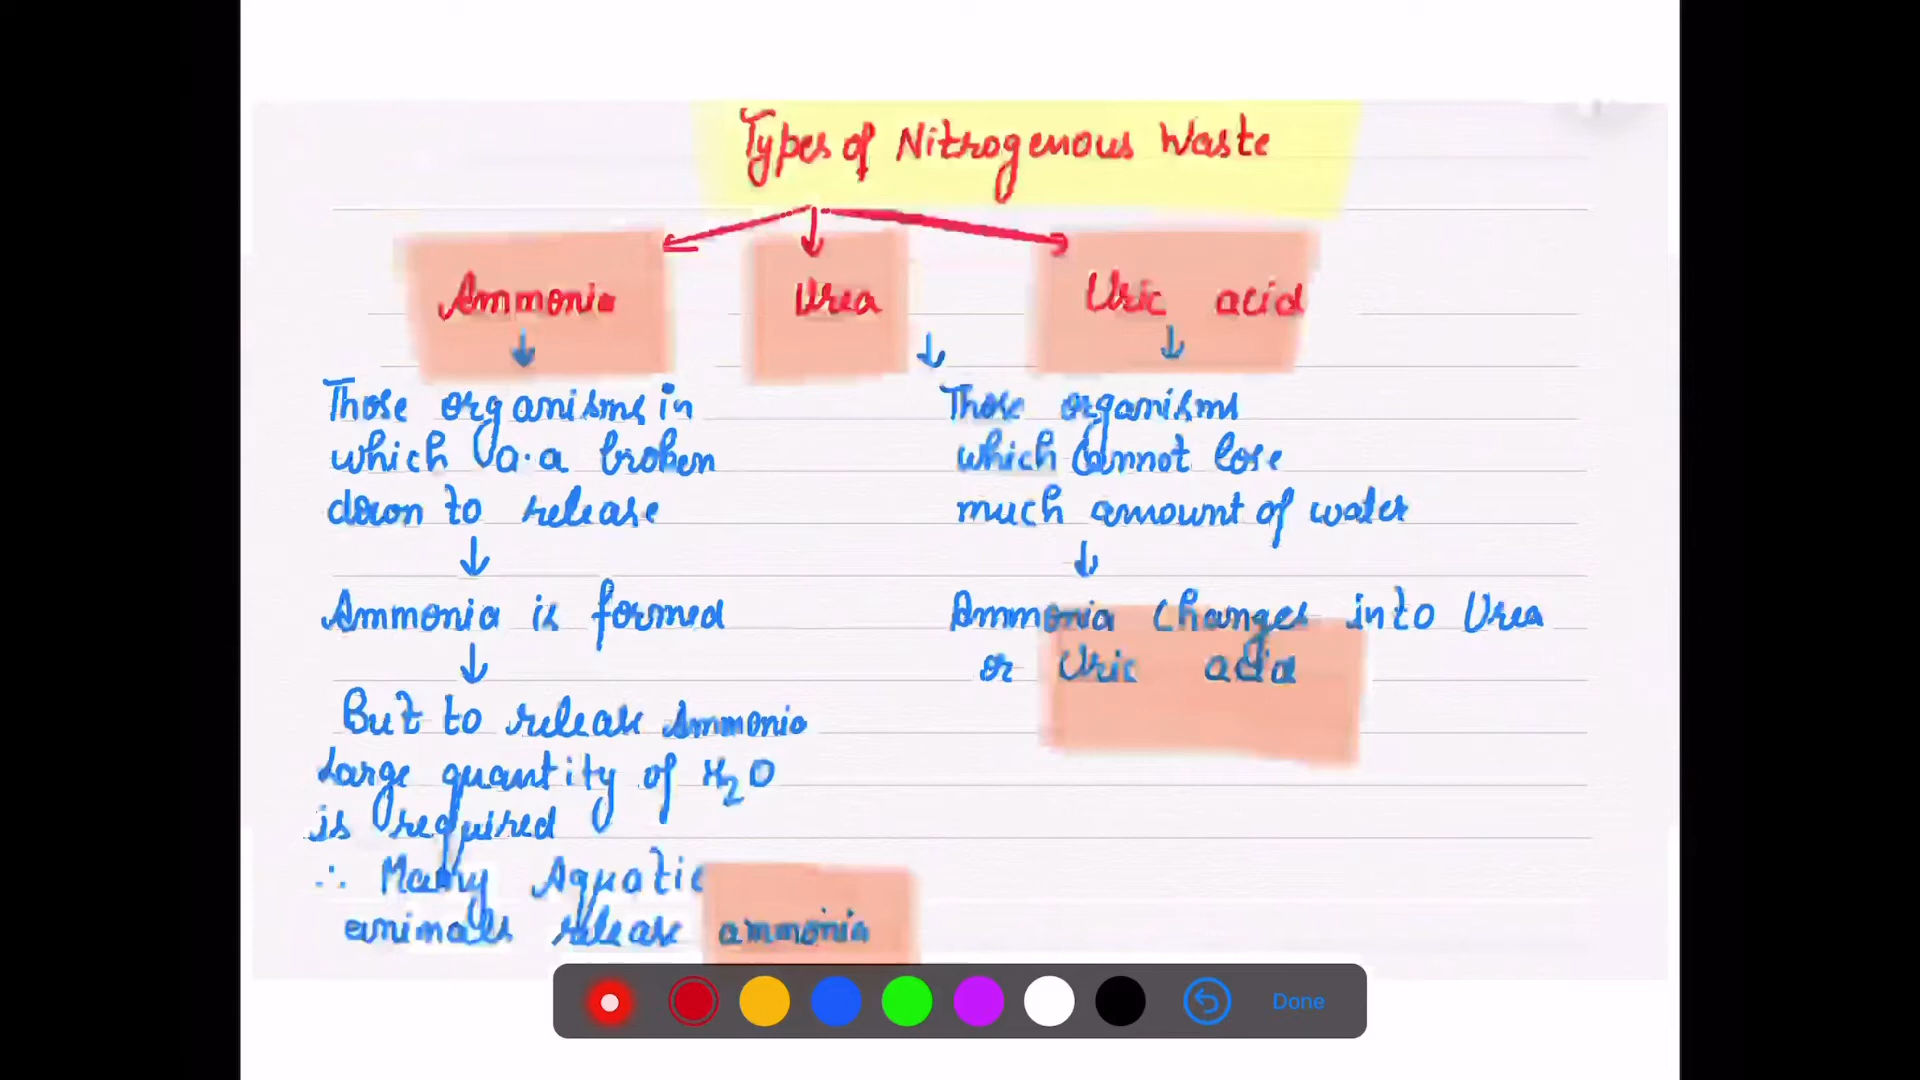 Types of Nitrogenous Waste
Ammonia
Urea
Uric acid
Those organisms in
which a.a broken
down to release
Ammonia is formed
But to release Ammonia
large quantity of H₂O
is required
∴ Many Aquatic
animals release ammonia
Those organisms
which cannot lose
much amount of water
Ammonia changes into Urea
or Uric acid
Done